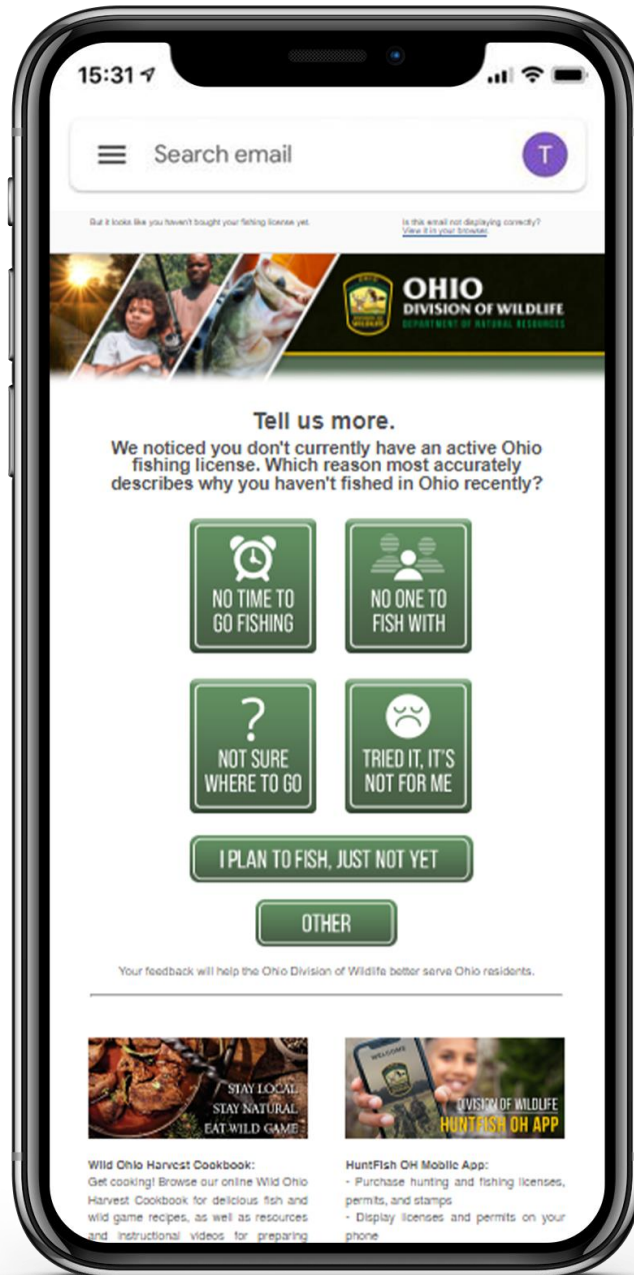 15:31
Search email
T
But it looks like you haven't bought your fishing license yet.
Is this email not displaying correctly?
View it in your browser.
OHIO
DIVISION OF WILDLIFE
OHIO
DIVISION OF WILDLIFE
DEPARTMENT OF NATURAL RESOURCES
Tell us more.
We noticed you don't currently have an active Ohio
fishing license. Which reason most accurately
describes why you haven't fished in Ohio recently?
NO TIME TO
GO FISHING
NO ONE TO
FISH WITH
?
NOT SURE
WHERE TO GO
TRIED IT, IT'S
NOT FOR ME
I PLAN TO FISH, JUST NOT YET
OTHER
Your feedback will help the Ohio Division of Wildlife better serve Ohio residents.
STAY LOCAL
STAY NATURAL
EAT WILD GAME
WELCOME
DIVISION OF WILDLIFE
HUNTFISH OH APP
Wild Ohio Harvest Cookbook:
Get cooking! Browse our online Wild Ohio
Harvest Cookbook for delicious fish and
wild game recipes, as well as resources
and instructional videos for preparing
HuntFish OH Mobile App:
- Purchase hunting and fishing licenses,
permits, and stamps
- Display licenses and permits on your
phone